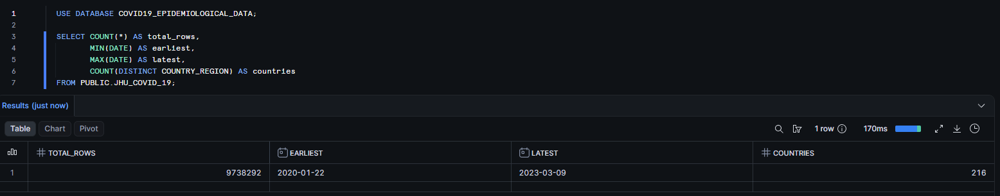 1 USE DATABASE COVID19_EPIDEMIOLOGICAL_DATA;
2
3 SELECT COUNT(*) AS total_rows,
4 MIN(DATE) AS earliest,
5 MAX(DATE) AS latest,
6 COUNT(DISTINCT COUNTRY_REGION) AS countries
7 FROM PUBLIC.JHU_COVID_19;
Results (just now)
Table Chart Pivot 1 row 170ms
TOTAL_ROWS EARLIEST LATEST COUNTRIES
1 9738292 2020-01-22 2023-03-09 216